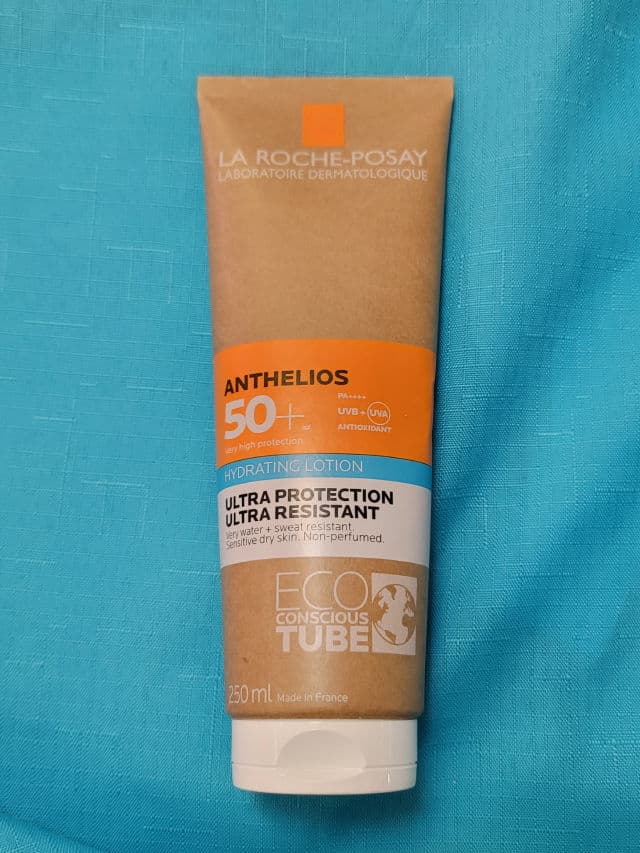 LA ROCHE-POSAY
LABORATOIRE DERMATOLOGIQUE
ANTHELIOS
50+
very high protection
PA++++
UVB + UVA
ANTIOXIDANT
HYDRATING LOTION
ULTRA PROTECTION
ULTRA RESISTANT
Very water + sweat resistant.
Sensitive dry skin. Non-perfumed.
ECO
CONSCIOUS
TUBE
250 ml Made in France